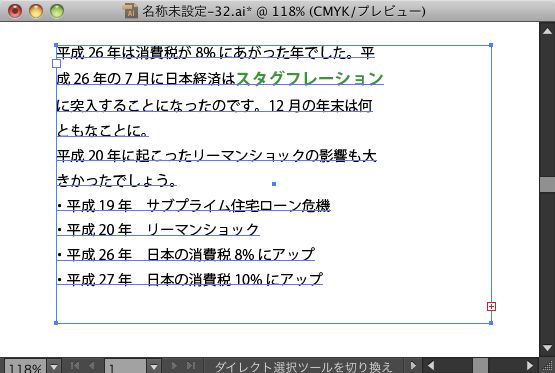 名称未設定-32.ai* @ 118% (CMYK/プレビュー)
平成 26 年は消費税が 8% にあがった年でした。平
成 26 年の 7 月に日本経済はスタグフレーション
に突入することになったのです。12 月の年末は何
ともなことに。
平成 20 年に起こったリーマンショックの影響も大
きかったでしょう。
・平成 19 年　サブプライム住宅ローン危機
・平成 20 年　リーマンショック
・平成 26 年　日本の消費税 8% にアップ
・平成 27 年　日本の消費税 10% にアップ
118% 1 ダイレクト選択ツールを切り換え